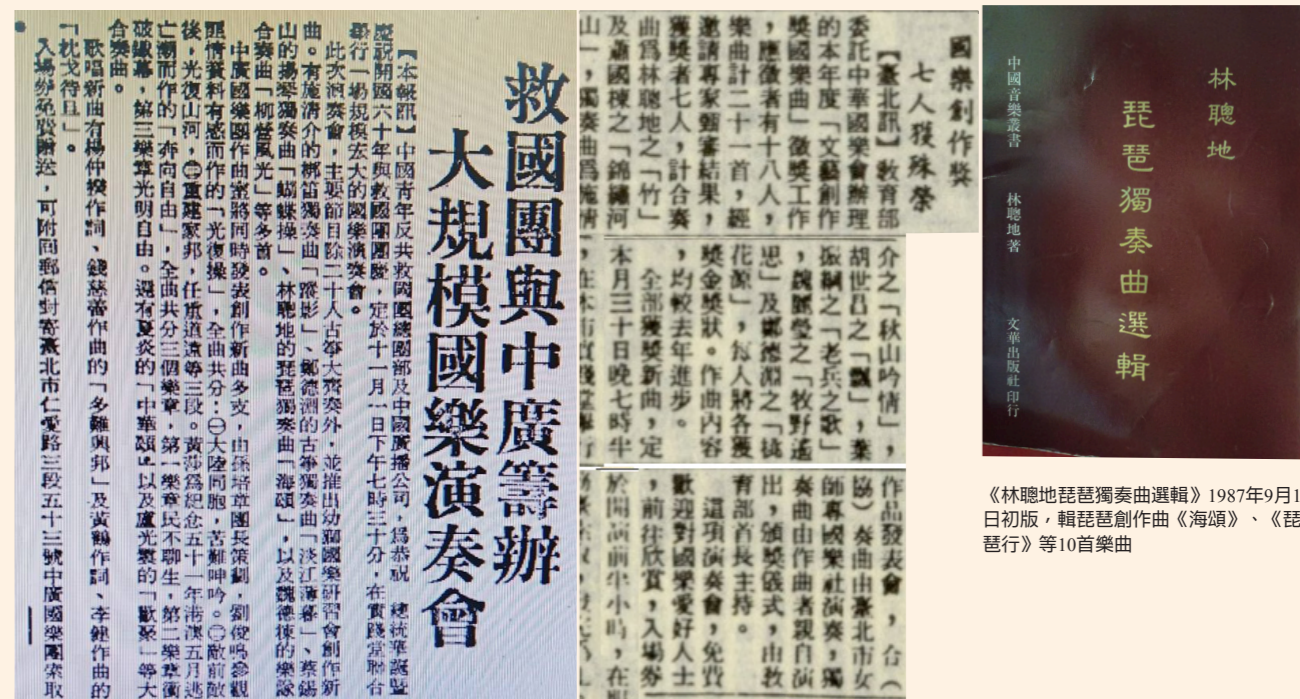 救國團與中廣籌辦
大規模國樂演奏會
【本報訊】中國青年反共救國團總團部及中國廣播公司，為恭祝　總統華誕暨
慶祝開國六十年與救國團團慶，定於十一月一日下午七時三十分，在實踐堂聯合
舉行一場規模宏大的國樂演奏會。
此次演奏會，主要節目除二十人古箏大齊奏外，並推出幼獅國樂研習會創作新
曲。有施清介的梆笛獨奏曲「蹤影」、鄭德淵的古箏獨奏曲「淡江薄暮」、蔡錫
山的揚琴獨奏曲「蝴蝶操」、林聰地的琵琶獨奏曲「海頌」，以及魏德棟的樂
合奏曲「柳營風光」等多首。
中廣國樂團作曲室將同時發表創作新曲多支，由孫培章團長策劃，劉俊鳴參觀
匪情資料有感而作的「光復操」，全曲共分：㊀大陸同胞，苦難呻吟。㊁敵前敵
後，光復山河，㊂重建家邦，任重道遠等三段。黃莎為紀念五十一年港澳五月逃
亡潮而作的「奔向自由」，全曲共分三個樂章，第一樂章民不聊生，第二樂章衝
破鐵幕，第三樂章光明自由。還有夏炎的「中華頌」以及盧光的「歡聚」等大
合奏曲。
歌唱新曲有楊仲揆作詞、錢慈善作曲的「多難興邦」及黃鶴作詞、李健作曲的
「枕戈待旦」。
入場券免費贈送，可附回郵信封寄臺北市仁愛路三段五十三號中廣國樂團索取
國樂創作獎
七人獲殊榮
【臺北訊】教育部
委託中華國樂會辦理
的本年度「文藝創作
獎國樂曲」徵獎工作
，應徵者有十八人，
樂曲計二十一首，經
邀請專家甄審結果，
獲獎者七人，計合奏
曲為林聰地之「竹」
及蕭國棟之「錦繡河
山」，獨奏曲為施清
介之「秋山吟情」，
胡世昌之「飄」，葉
振綱之「老兵之歌」
，魏麗瑩之「牧野遙
思」及鄭德淵之「桃
花源」，每人將各獲
獎金獎狀。作曲內容
，均較去年進步。
全部獲獎新曲，定
本月三十日晚七時半
，在本市實踐堂舉行
作品發表會，合（
協）奏曲由臺北市女
師專國樂社演奏，獨
奏曲由作曲者親自演
出，頒獎儀式，由教
育部首長主持。
這項演奏會，免費
歡迎對國樂愛好人士
，前往欣賞，入場券
於開演前半小時，在
林聰地
琵琶獨奏曲選輯
中國音樂叢書　林聰地著　文華出版社印行
《林聰地琵琶獨奏曲選輯》1987年9月1
日初版，輯琵琶創作曲《海頌》、《琵
琶行》等10首樂曲